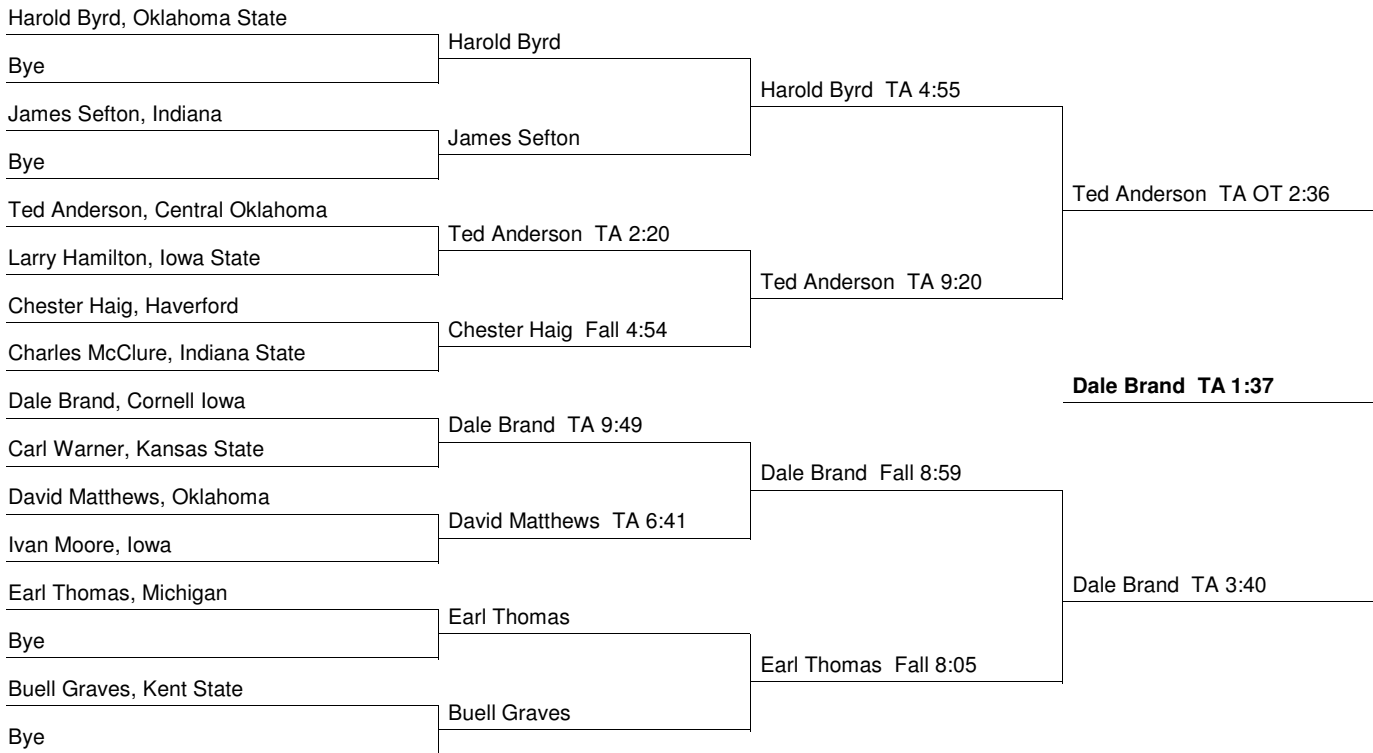 Harold Byrd, Oklahoma State
Bye
James Sefton, Indiana
Bye
Ted Anderson, Central Oklahoma
Larry Hamilton, Iowa State
Chester Haig, Haverford
Charles McClure, Indiana State
Dale Brand, Cornell Iowa
Carl Warner, Kansas State
David Matthews, Oklahoma
Ivan Moore, Iowa
Earl Thomas, Michigan
Bye
Buell Graves, Kent State
Bye
Harold Byrd
James Sefton
Ted Anderson TA 2:20
Chester Haig Fall 4:54
Dale Brand TA 9:49
David Matthews TA 6:41
Earl Thomas
Buell Graves
Harold Byrd TA 4:55
Ted Anderson TA 9:20
Dale Brand Fall 8:59
Earl Thomas Fall 8:05
Ted Anderson TA OT 2:36
Dale Brand TA 1:37
Dale Brand TA 3:40